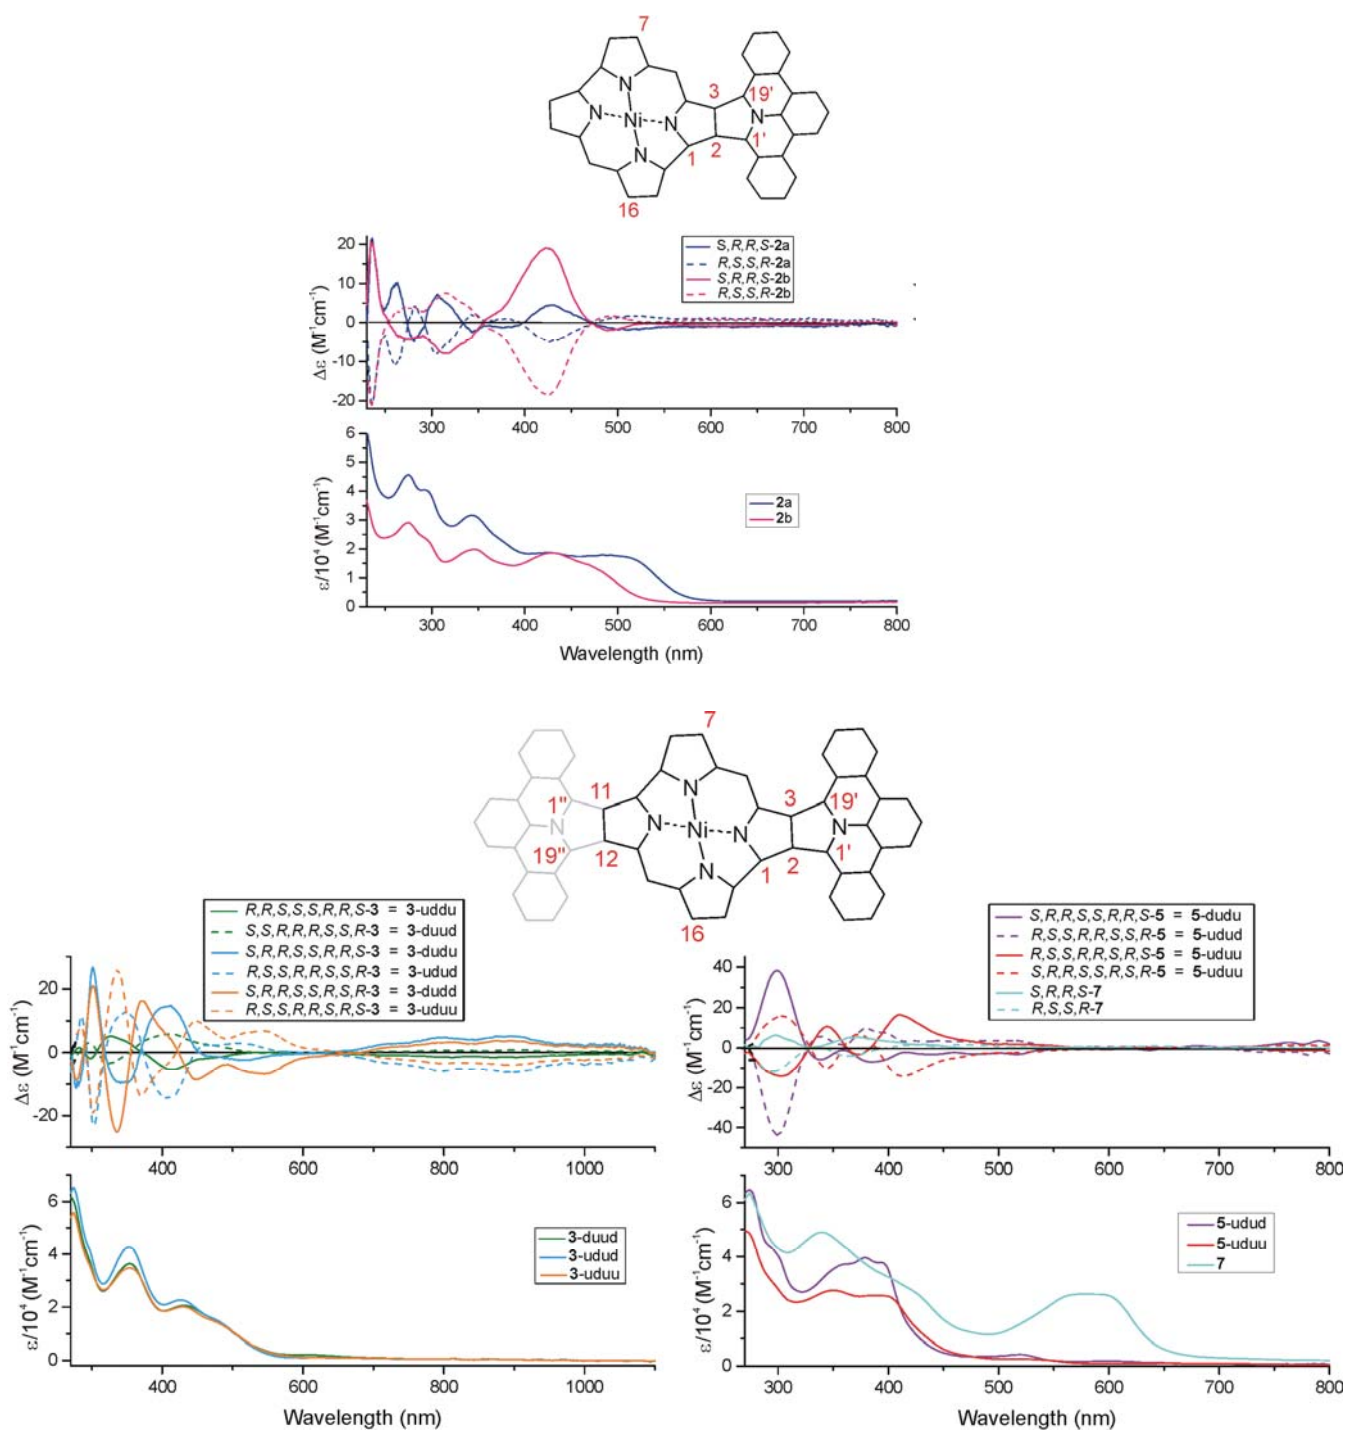 7
3
19'
N
N
Ni
N
N
N
1'
1
2
16
S,R,R,S-2a
R,S,S,R-2a
S,R,R,S-2b
R,S,S,R-2b
Δε (M⁻¹cm⁻¹)
20
10
0
-10
-20
300 400 500 600 700 800
ε/10⁴ (M⁻¹cm⁻¹)
6
5
4
3
2
1
0
2a
2b
300 400 500 600 700 800
Wavelength (nm)
7
11
3
1"
N
19'
N
N
Ni
N
N
N
19"
12
1'
1
2
16
R,R,S,S,S,R,R,S-3 = 3-uddu
S,S,R,R,R,S,S,R-3 = 3-duud
S,R,R,S,S,R,R,S-3 = 3-dudu
R,S,S,R,R,S,S,R-3 = 3-udud
S,R,R,S,S,R,S,R-3 = 3-dudd
R,S,S,R,R,S,R,S-3 = 3-uduu
Δε (M⁻¹cm⁻¹)
20
0
-20
400 600 800 1000
ε/10⁴ (M⁻¹cm⁻¹)
6
4
2
0
3-duud
3-udud
3-uduu
400 600 800 1000
Wavelength (nm)
S,R,R,S,S,R,R,S-5 = 5-dudu
R,S,S,R,R,S,S,R-5 = 5-udud
R,S,S,R,R,S,R,S-5 = 5-uduu
S,R,R,S,S,R,S,R-5 = 5-uduu
S,R,R,S-7
R,S,S,R-7
Δε (M⁻¹cm⁻¹)
40
20
0
-20
-40
300 400 500 600 700 800
ε/10⁴ (M⁻¹cm⁻¹)
6
4
2
0
5-udud
5-uduu
7
300 400 500 600 700 800
Wavelength (nm)